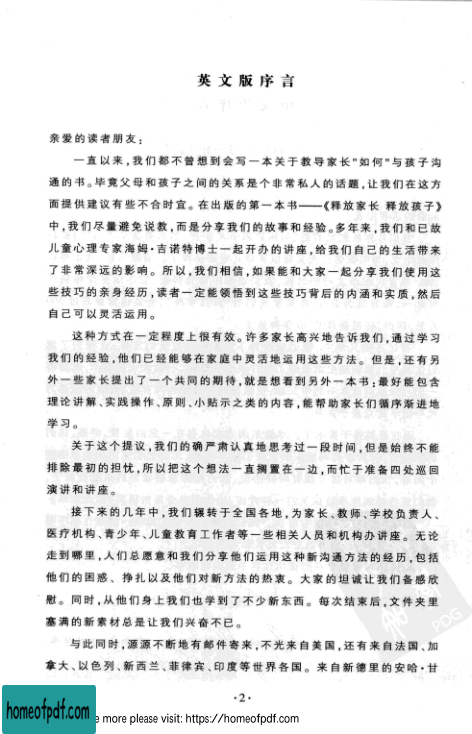 英文版序言
亲爱的读者朋友:
一直以来,我们都不曾想到会写一本关于教导家长"如何"与孩子沟
通的书。毕竟父母和孩子之间的关系是个非常私人的话题,让我们在这方
面提供建议有些不合时宜。在出版的第一本书——《释放家长 释放孩子》
中,我们尽量避免说教,而是分享我们的故事和经验。多年来,我们和已故
儿童心理专家海姆·吉诺特博士一起开办的讲座,给我们自己的生活带来
了非常深远的影响。所以,我们相信,如果能和大家一起分享我们使用这
些技巧的亲身经历,读者一定能领悟到这些技巧背后的内涵和实质,然后
自己可以灵活运用。
这种方式在一定程度上很有效。许多家长高兴地告诉我们,通过学习
我们的经验,他们已经能够在家庭中灵活地运用这些方法。但是,还有另
外一些家长提出了一个共同的期待,就是想看到另外一本书:最好能包含
理论讲解、实践操作、原则、小贴示之类的内容,能帮助家长们循序渐进地
学习。
关于这个提议,我们的确严肃认真地思考过一段时间,但是始终不能
排除最初的担忧,所以把这个想法一直搁置在一边,而忙于准备四处巡回
演讲和讲座。
接下来的几年中,我们辗转于全国各地,为家长、教师、学校负责人、
医疗机构、青少年、儿童教育工作者等一些相关人员和机构办讲座。无论
走到哪里,人们总愿意和我们分享他们运用这种新沟通方法的经历,包括
他们的困惑、挣扎以及他们对新方法的热衷。大家的坦诚让我们备感欣
慰。同时,从他们身上我们也学到了不少新东西。每次结束后,文件夹里
塞满的新素材总是让我们兴奋不已。
与此同时,源源不断地有邮件寄来,不光来自美国,还有来自法国、加
拿大、以色列、新西兰、菲律宾、印度等世界各国。来自新德里的安哈·甘
·2·
PDG
homeofpdf.com
e more please visit: https://homeofpdf.com